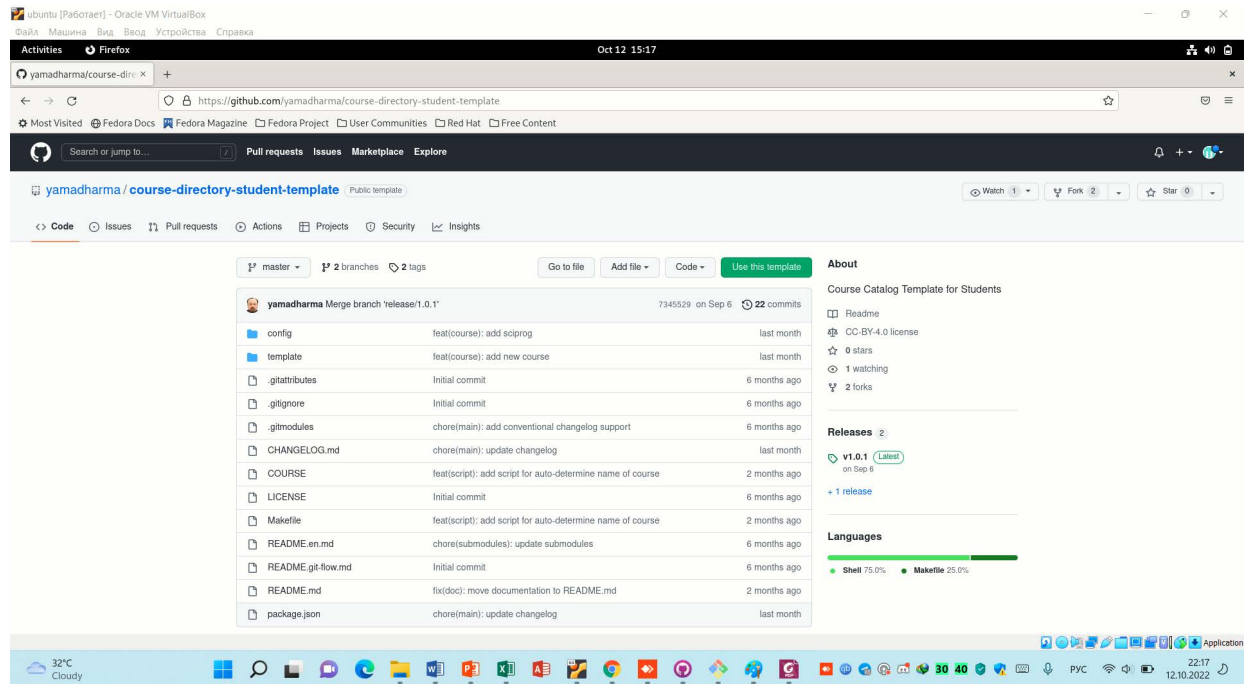 ubuntu [Работает] - Oracle VM VirtualBox
Файл Машина Вид Ввод Устройства Справка
Activities Firefox Oct 12 15:17
yamadharma/course-dire
https://github.com/yamadharma/course-directory-student-template
Most Visited Fedora Docs Fedora Magazine Fedora Project User Communities Red Hat Free Content
Search or jump to... / Pull requests Issues Marketplace Explore
yamadharma / course-directory-student-template Public template Watch 1 Fork 2 Star 0
Code Issues Pull requests Actions Projects Security Insights
master 2 branches 2 tags Go to file Add file Code Use this template
yamadharma Merge branch 'release/1.0.1' 7345529 on Sep 6 22 commits
config feat(course): add sciprog last month
template feat(course): add new course last month
.gitattributes Initial commit 6 months ago
.gitignore Initial commit 6 months ago
.gitmodules chore(main): add conventional changelog support 6 months ago
CHANGELOG.md chore(main): update changelog last month
COURSE feat(script): add script for auto-determine name of course 2 months ago
LICENSE Initial commit 6 months ago
Makefile feat(script): add script for auto-determine name of course 2 months ago
README.en.md chore(submodules): update submodules 6 months ago
README.git-flow.md Initial commit 6 months ago
README.md fix(doc): move documentation to README.md 2 months ago
package.json chore(main): update changelog last month
About
Course Catalog Template for Students
Readme
CC-BY-4.0 license
0 stars
1 watching
2 forks
Releases 2
v1.0.1 Latest
on Sep 6
+ 1 release
Languages
Shell 75.0% Makefile 25.0%
Application
32°C
Cloudy
30 40
РУС
22:17
12.10.2022